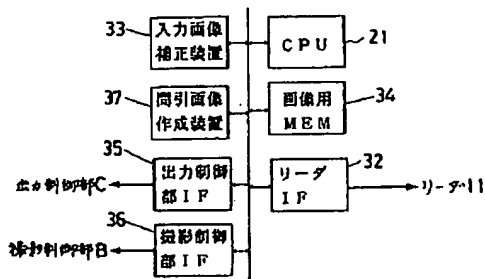 33
入力画像
補正装置
CPU
21
37
間引画像
作成装置
画像用
MEM
34
35
出力制御
部IF
出力制御部C
リーダ
IF
32
リーダ11
36
撮影制御
部IF
撮影制御部B